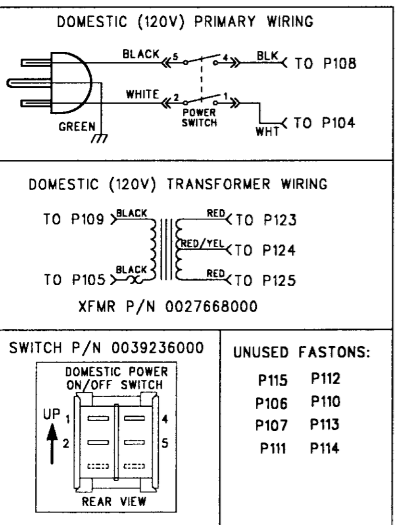 DOMESTIC (120V) PRIMARY WIRING
BLACK 5 4 BLK TO P108
WHITE 2 1
POWER
SWITCH
GREEN
WHT TO P104
DOMESTIC (120V) TRANSFORMER WIRING
TO P109 BLACK RED TO P123
RED/YEL TO P124
TO P105 BLACK RED TO P125
XFMR P/N 0027668000
SWITCH P/N 0039236000
DOMESTIC POWER
ON/OFF SWITCH
UP 1 4
2 5
REAR VIEW
UNUSED FASTONS:
P115 P112
P106 P110
P107 P113
P111 P114